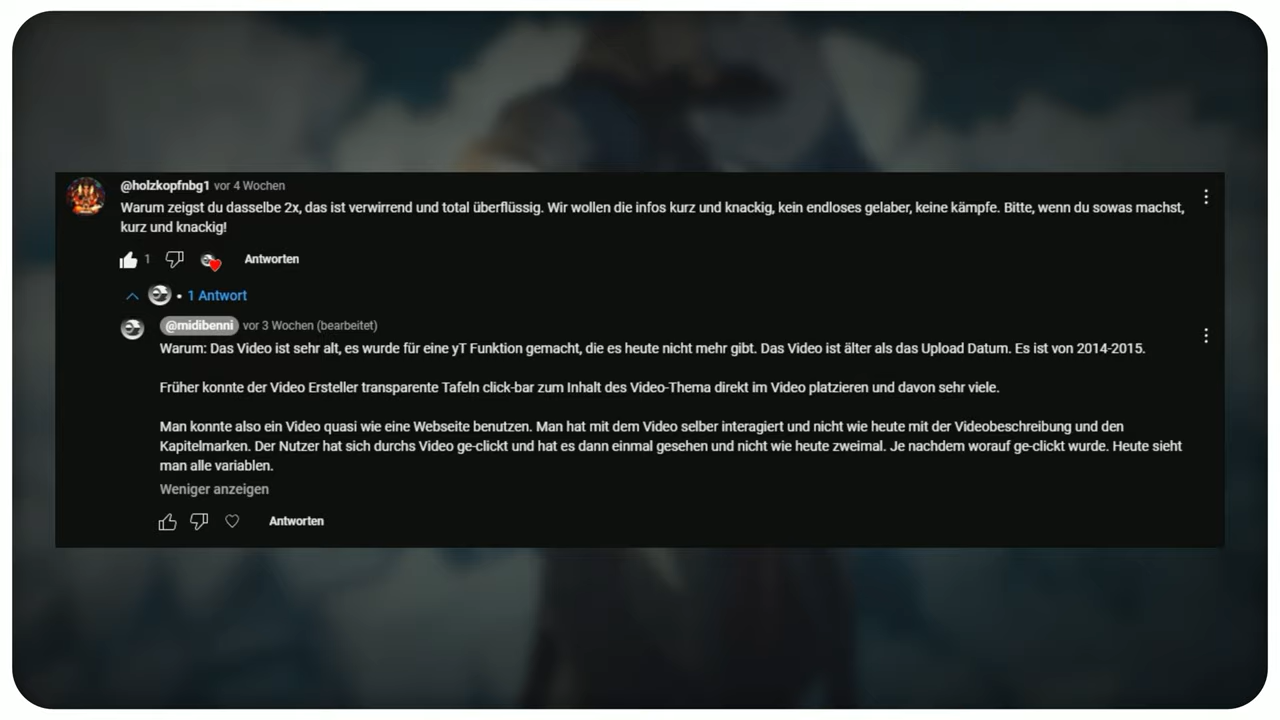 @holzkopfnbg1 vor 4 Wochen
Warum zeigst du dasselbe 2x, das ist verwirrend und total überflüssig. Wir wollen die infos kurz und knackig, kein endloses gelaber, keine kämpfe. Bitte, wenn du sowas machst,
kurz und knackig!
1 Antworten
• 1 Antwort
@midibenni vor 3 Wochen (bearbeitet)
Warum: Das Video ist sehr alt, es wurde für eine yT Funktion gemacht, die es heute nicht mehr gibt. Das Video ist älter als das Upload Datum. Es ist von 2014-2015.
Früher konnte der Video Ersteller transparente Tafeln click-bar zum Inhalt des Video-Thema direkt im Video platzieren und davon sehr viele.
Man konnte also ein Video quasi wie eine Webseite benutzen. Man hat mit dem Video selber interagiert und nicht wie heute mit der Videobeschreibung und den
Kapitelmarken. Der Nutzer hat sich durchs Video ge-clickt und hat es dann einmal gesehen und nicht wie heute zweimal. Je nachdem worauf ge-clickt wurde. Heute sieht
man alle variablen.
Weniger anzeigen
Antworten